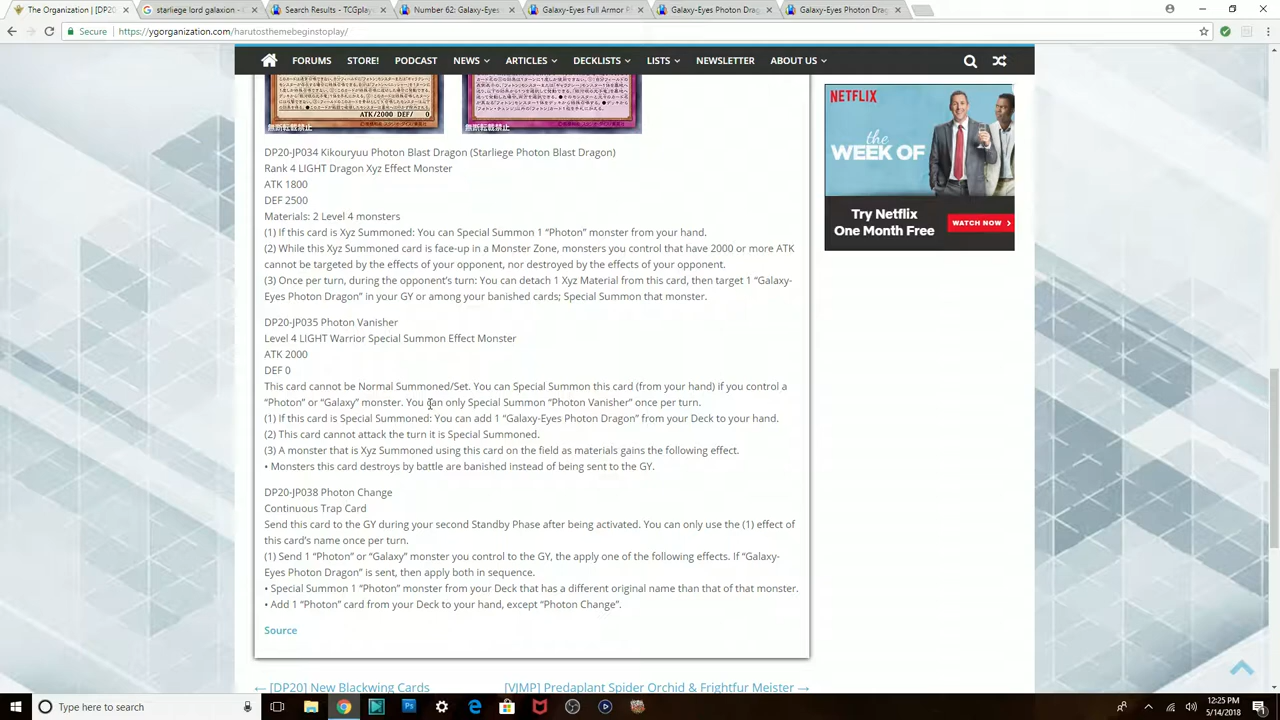 The Organization | [DP20
starliege lord galaxion -
Search Results - TCGplay
Number 62: Galaxy-Eyes
Galaxy-Eyes Full Armor P
Galaxy-Eyes Photon Drag
Galaxy-Eyes Photon Drag
Secure
https://ygorganization.com/harutosthemebeginstoplay/
FORUMS STORE! PODCAST NEWS ARTICLES DECKLISTS LISTS NEWSLETTER ABOUT US
ATK/2000 DEF/ 0
無断転載禁止
無断転載禁止
DP20-JP034 Kikouryuu Photon Blast Dragon (Starliege Photon Blast Dragon)
Rank 4 LIGHT Dragon Xyz Effect Monster
ATK 1800
DEF 2500
Materials: 2 Level 4 monsters
(1) If this card is Xyz Summoned: You can Special Summon 1 “Photon” monster from your hand.
(2) While this Xyz Summoned card is face-up in a Monster Zone, monsters you control that have 2000 or more ATK
cannot be targeted by the effects of your opponent, nor destroyed by the effects of your opponent.
(3) Once per turn, during the opponent’s turn: You can detach 1 Xyz Material from this card, then target 1 “Galaxy-
Eyes Photon Dragon” in your GY or among your banished cards; Special Summon that monster.
DP20-JP035 Photon Vanisher
Level 4 LIGHT Warrior Special Summon Effect Monster
ATK 2000
DEF 0
This card cannot be Normal Summoned/Set. You can Special Summon this card (from your hand) if you control a
“Photon” or “Galaxy” monster. You can only Special Summon “Photon Vanisher” once per turn.
(1) If this card is Special Summoned: You can add 1 “Galaxy-Eyes Photon Dragon” from your Deck to your hand.
(2) This card cannot attack the turn it is Special Summoned.
(3) A monster that is Xyz Summoned using this card on the field as materials gains the following effect.
• Monsters this card destroys by battle are banished instead of being sent to the GY.
DP20-JP038 Photon Change
Continuous Trap Card
Send this card to the GY during your second Standby Phase after being activated. You can only use the (1) effect of
this card’s name once per turn.
(1) Send 1 “Photon” or “Galaxy” monster you control to the GY, the apply one of the following effects. If “Galaxy-
Eyes Photon Dragon” is sent, then apply both in sequence.
• Special Summon 1 “Photon” monster from your Deck that has a different original name than that of that monster.
• Add 1 “Photon” card from your Deck to your hand, except “Photon Change”.
Source
← [DP20] New Blackwing Cards
[VJMP] Predaplant Spider Orchid & Frightfur Meister →
NETFLIX
the
WEEK OF
Try Netflix
One Month Free
WATCH NOW
Type here to search
12:25 PM
5/14/2018